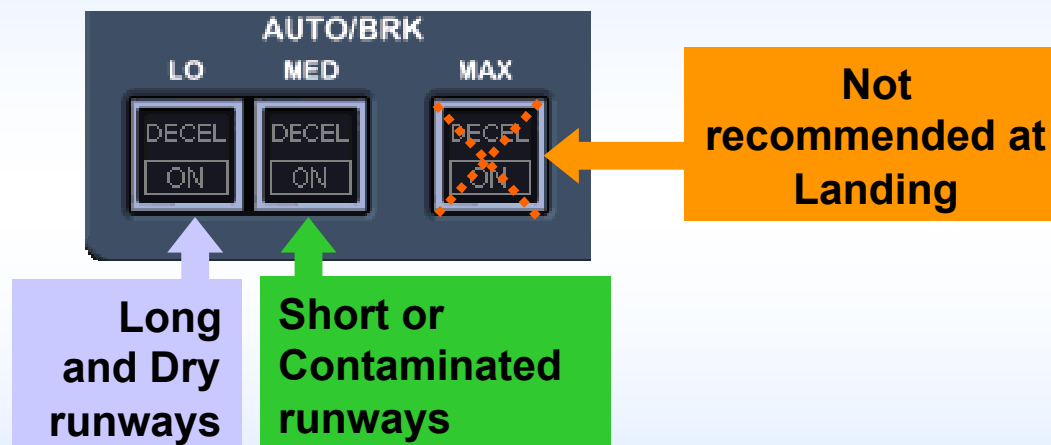 AUTO/BRK
LO MED MAX
DECEL DECEL DECEL
ON ON ON
Not
recommended at
Landing
Long
and Dry
runways
Short or
Contaminated
runways